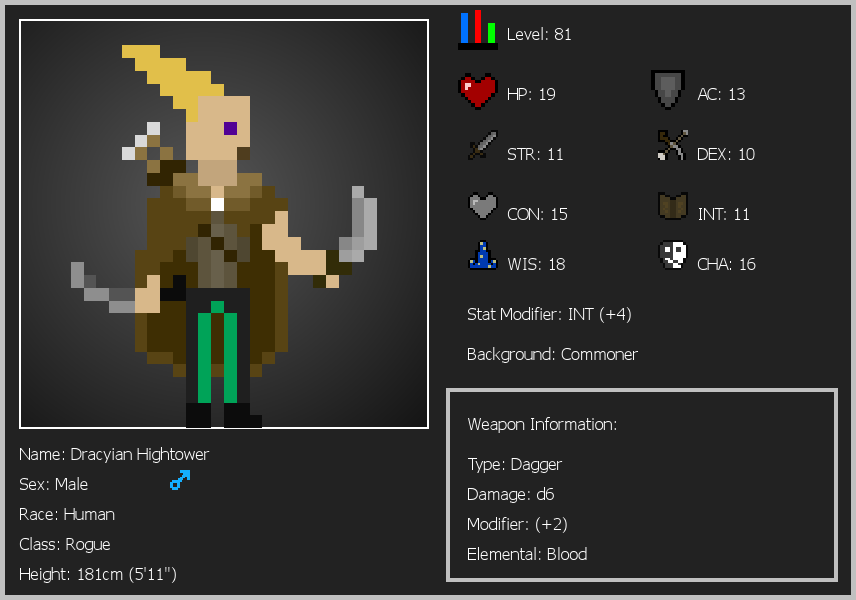 Level: 81
HP: 19
AC: 13
STR: 11
DEX: 10
CON: 15
INT: 11
WIS: 18
CHA: 16
Stat Modifier: INT (+4)
Background: Commoner
Weapon Information:
Type: Dagger
Damage: d6
Modifier: (+2)
Elemental: Blood
Name: Dracyian Hightower
Sex: Male
Race: Human
Class: Rogue
Height: 181cm (5'11")